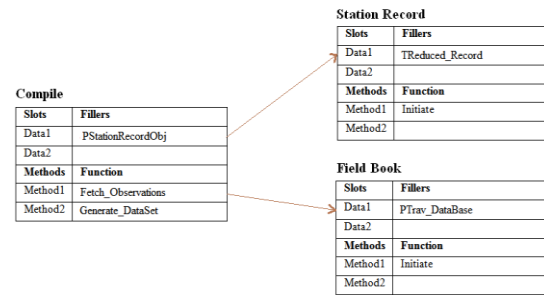 Station Record
Slots Fillers
Data1 TReduced_Record
Data2
Methods Function
Method1 Initiate
Method2
Compile
Slots Fillers
Data1 PStationRecordObj
Data2
Methods Function
Method1 Fetch_Observations
Method2 Generate_DataSet
Field Book
Slots Fillers
Data1 PTrav_DataBase
Data2
Methods Function
Method1 Initiate
Method2